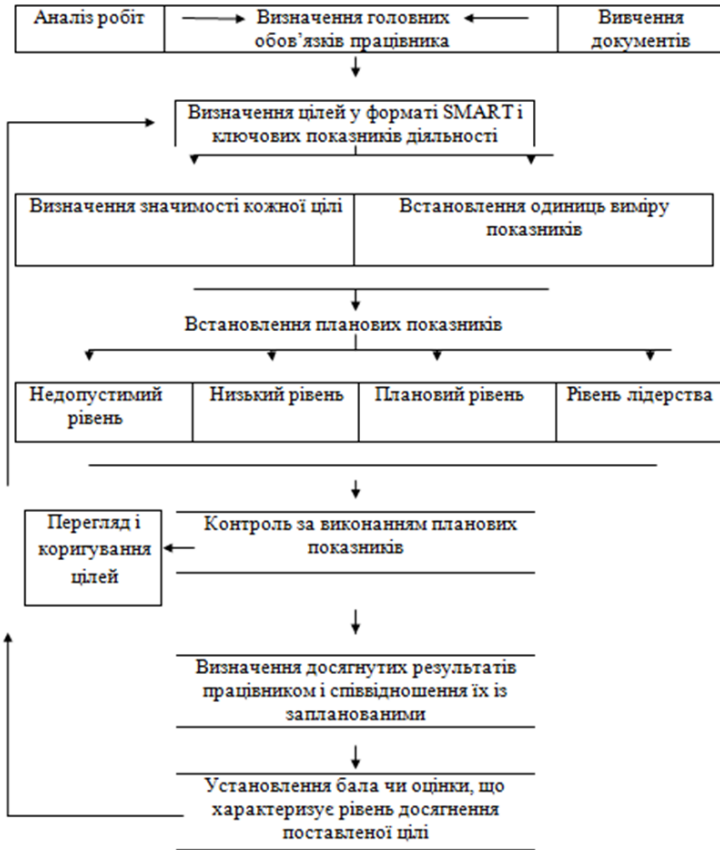 Аналіз робіт
Визначення головних
обов’язків працівника
Вивчення
документів
Визначення цілей у форматі SMART і
ключових показників діяльності
Визначення значимості кожної цілі
Встановлення одиниць виміру
показників
Встановлення планових показників
Недопустимий
рівень
Низький рівень
Плановий рівень
Рівень лідерства
Перегляд і
коригування
цілей
Контроль за виконанням планових
показників
Визначення досягнутих результатів
працівником і співвідношення їх із
запланованими
Установлення бала чи оцінки, що
характеризує рівень досягнення
поставленої цілі